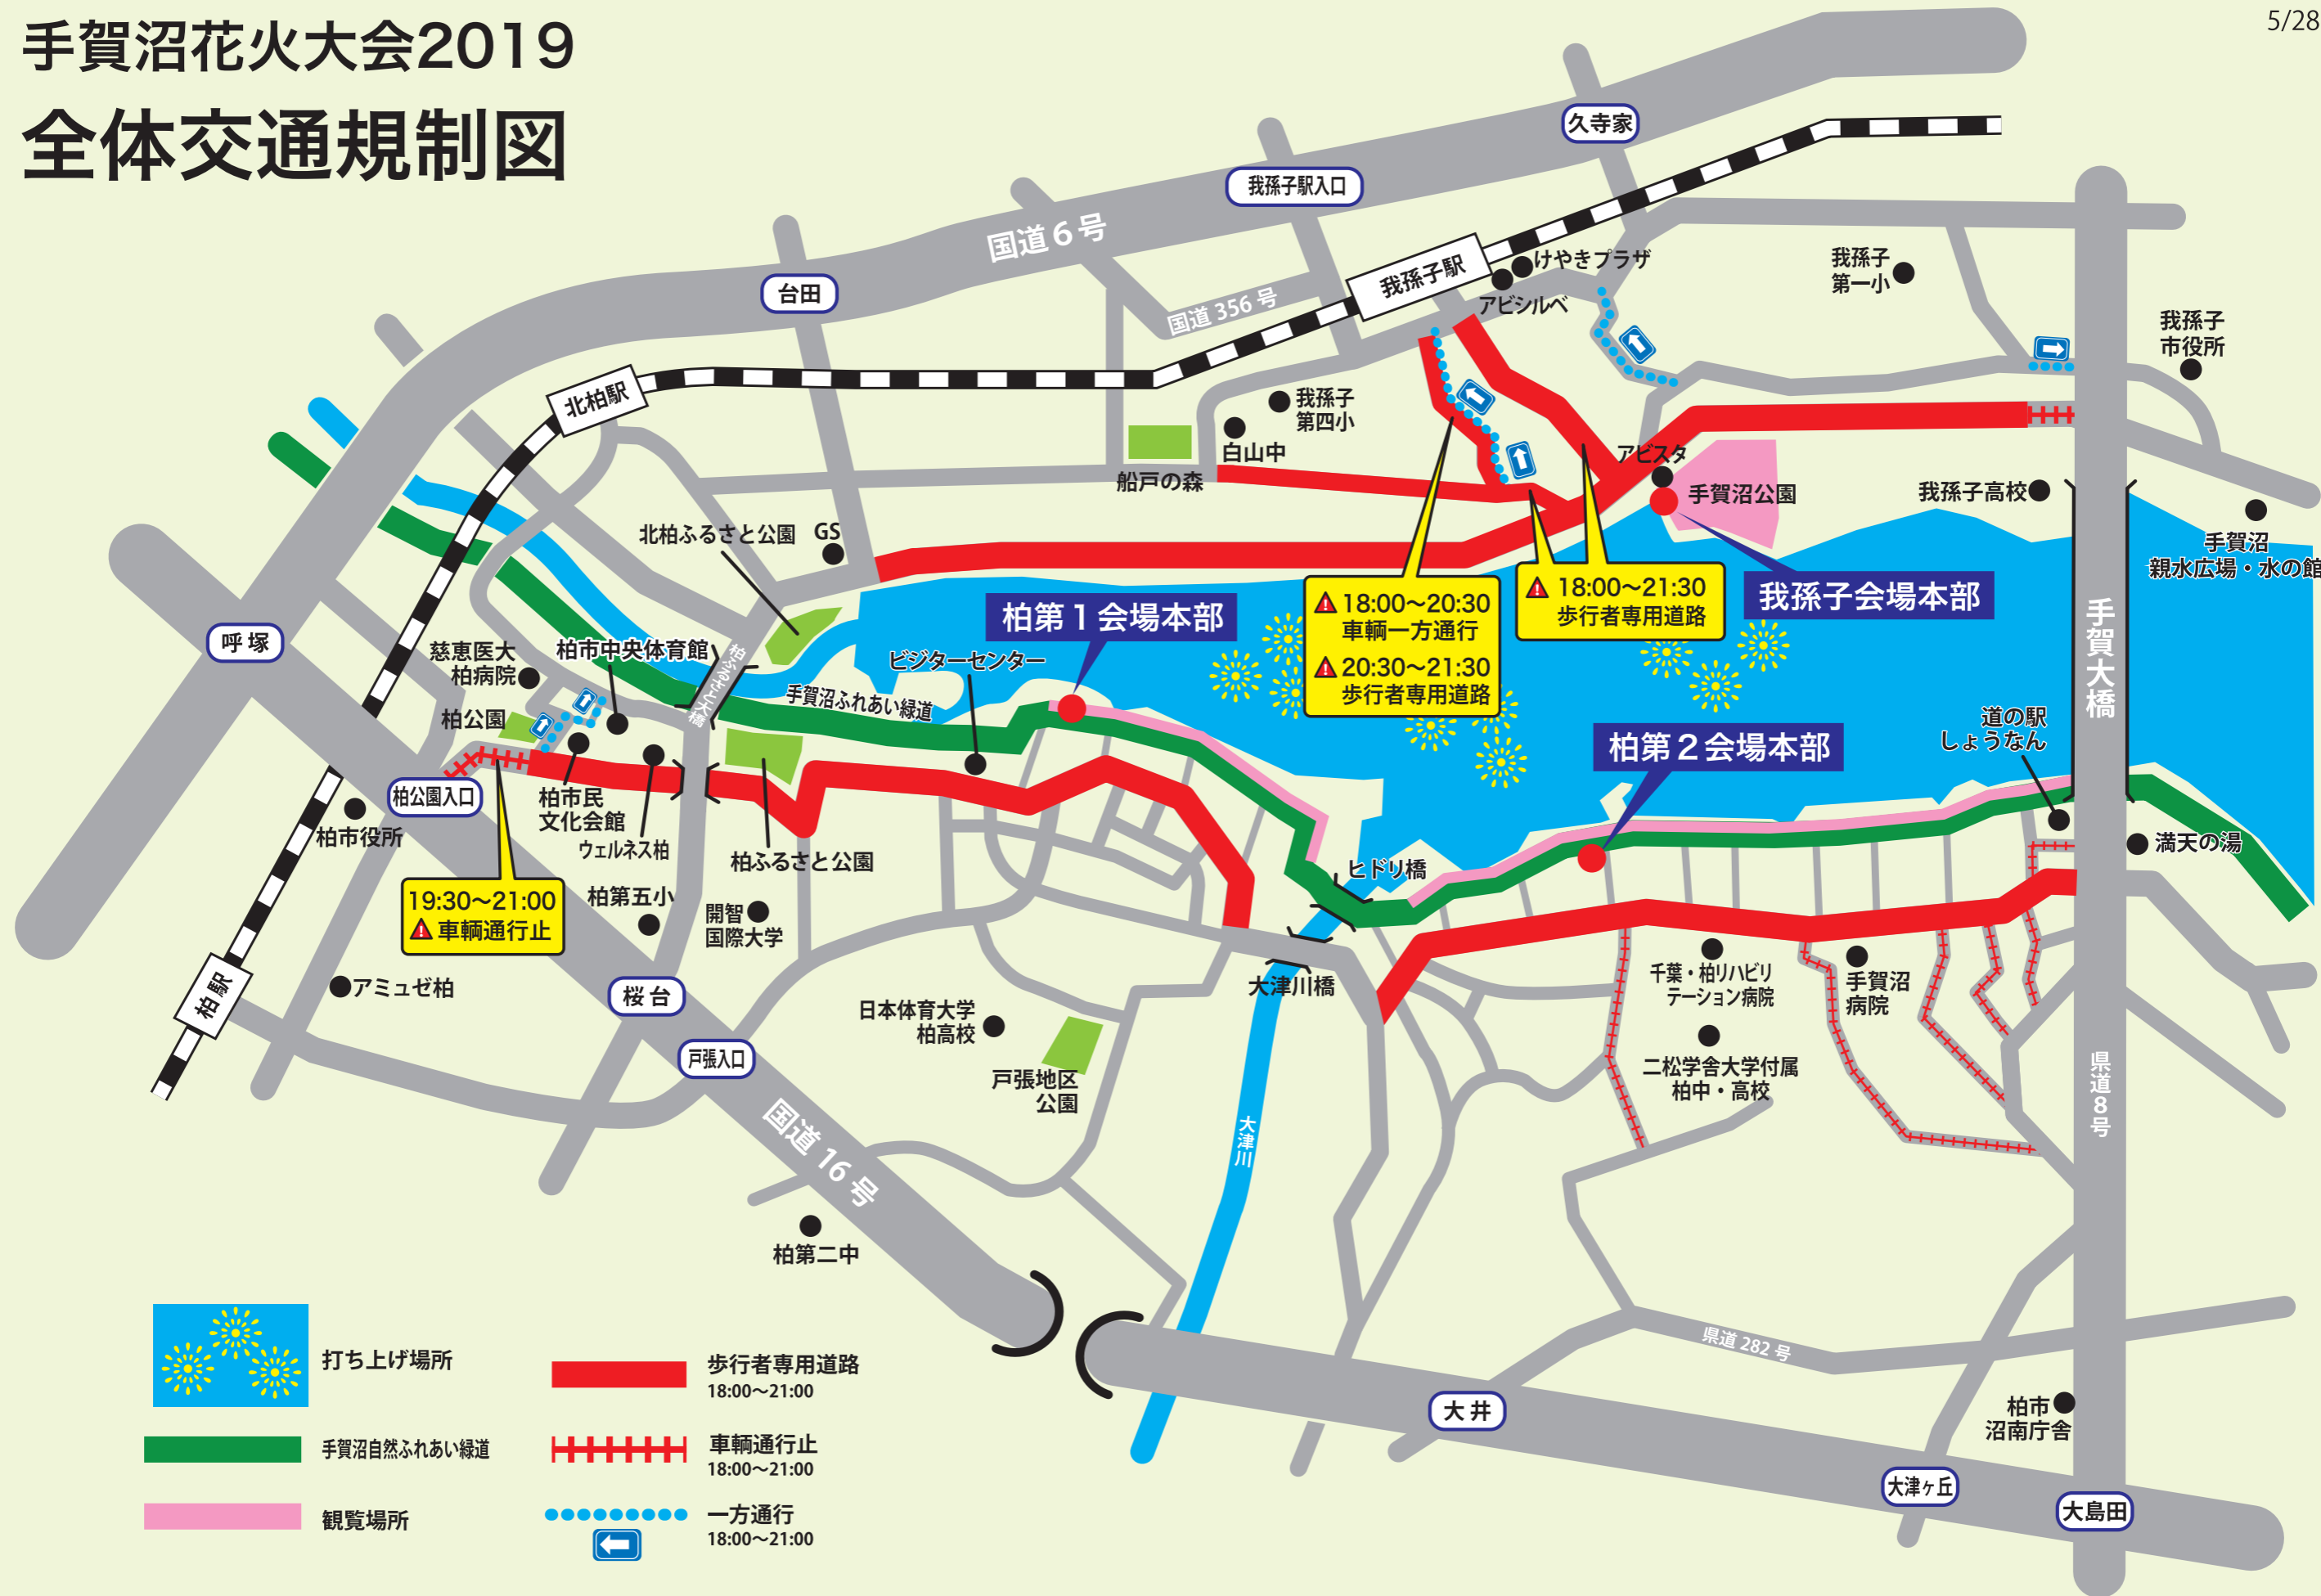 手賀沼花火大会2019
全体交通規制図
5/28
久寺家
我孫子駅入口
国道6号
台田
我孫子駅
けやきプラザ
アビシルベ
国道 356 号
我孫子
第一小
我孫子
市役所
北柏駅
我孫子
第四小
白山中
船戸の森
アビスタ
手賀沼公園
我孫子高校
手賀沼
親水広場・水の館
北柏ふるさと公園
GS
18:00〜20:30
車輌一方通行
20:30〜21:30
歩行者専用道路
18:00〜21:30
歩行者専用道路
我孫子会場本部
柏第1会場本部
手賀大橋
呼塚
慈恵医大
柏病院
柏市中央体育館
柏ふるさと大橋
ビジターセンター
手賀沼ふれあい緑道
柏公園
柏第2会場本部
道の駅
しょうなん
柏公園入口
柏市役所
柏市民
文化会館
ウェルネス柏
柏ふるさと公園
満天の湯
ヒドリ橋
19:30〜21:00
車輌通行止
柏第五小
開智
国際大学
柏駅
アミュゼ柏
桜台
大津川橋
千葉・柏リハビリ
テーション病院
手賀沼
病院
日本体育大学
柏高校
戸張入口
戸張地区
公園
二松学舎大学付属
柏中・高校
県道8号
大津川
国道 16 号
柏第二中
県道 282 号
大井
柏市
沼南庁舎
大津ヶ丘
大島田
打ち上げ場所
手賀沼自然ふれあい緑道
観覧場所
歩行者専用道路
18:00〜21:00
車輌通行止
18:00〜21:00
一方通行
18:00〜21:00